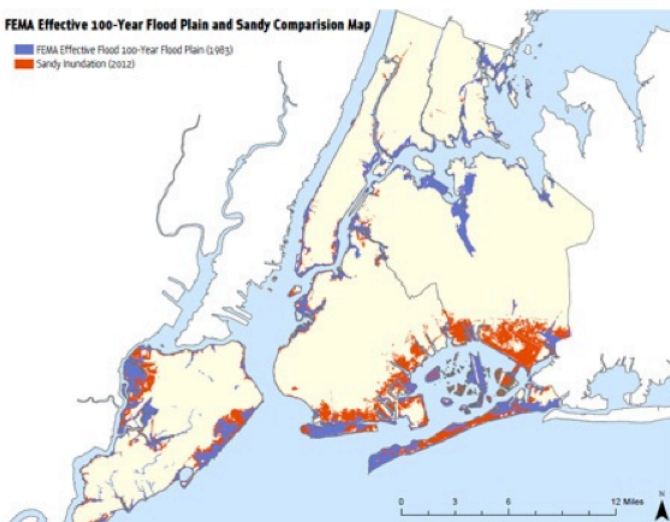 FEMA Effective 100-Year Flood Plain and Sandy Comparision Map
FEMA Effective Flood 100-Year Flood Plain (1983)
Sandy Inundation (2012)
0 3 6 12 Miles
N